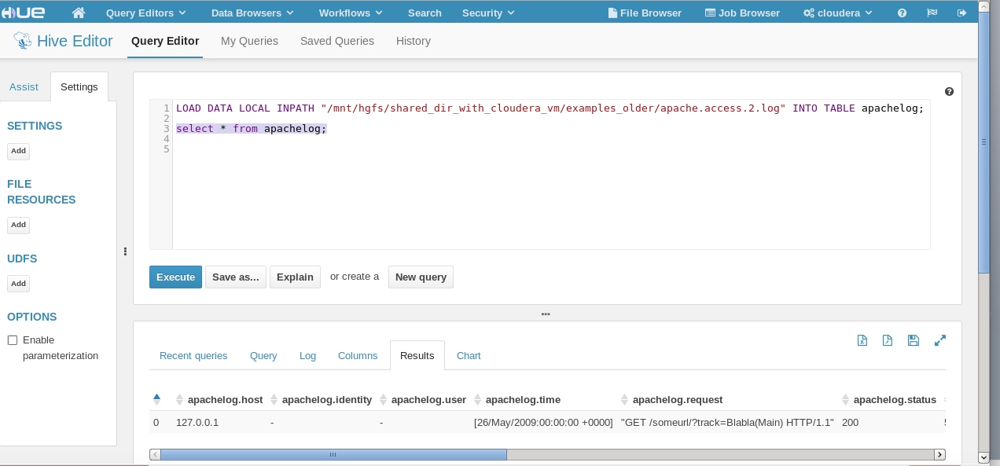 HUE Query Editors Data Browsers Workflows Search Security File Browser Job Browser cloudera
Hive Editor Query Editor My Queries Saved Queries History
Assist Settings
SETTINGS
Add
FILE
RESOURCES
Add
UDFS
Add
OPTIONS
Enable
parameterization
1 LOAD DATA LOCAL INPATH "/mnt/hgfs/shared_dir_with_cloudera_vm/examples_older/apache.access.2.log" INTO TABLE apachelog;
2
3 select * from apachelog;
4
5
Execute Save as... Explain or create a New query
Recent queries Query Log Columns Results Chart
apachelog.host apachelog.identity apachelog.user apachelog.time apachelog.request apachelog.status
0 127.0.0.1 - - [26/May/2009:00:00:00 +0000] "GET /someurl/?track=Blabla(Main) HTTP/1.1" 200